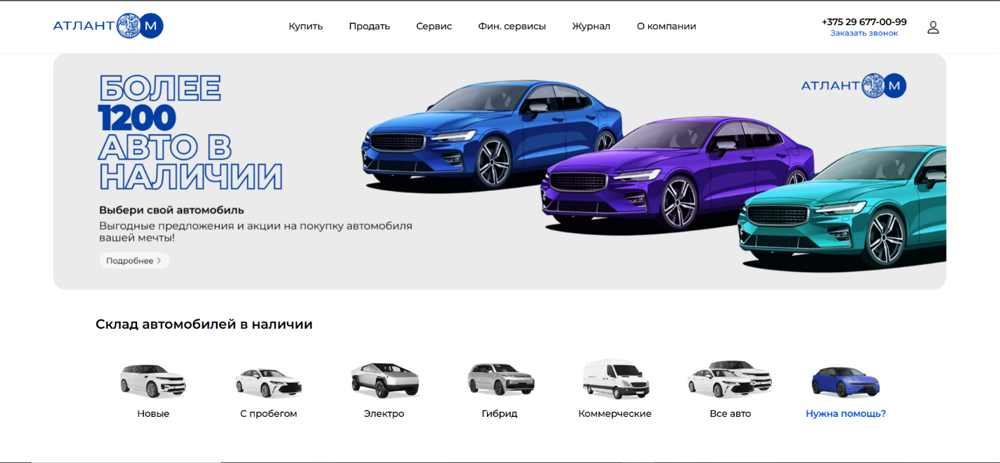 АТЛАНТ М
Купить
Продать
Сервис
Фин. сервисы
Журнал
О компании
+375 29 677-00-99
Заказать звонок
БОЛЕЕ
1200
АВТО В
НАЛИЧИИ
АТЛАНТ М
Выбери свой автомобиль
Выгодные предложения и акции на покупку автомобиля
вашей мечты!
Подробнее >
Склад автомобилей в наличии
Новые
С пробегом
Электро
Гибрид
Коммерческие
Все авто
Нужна помощь?